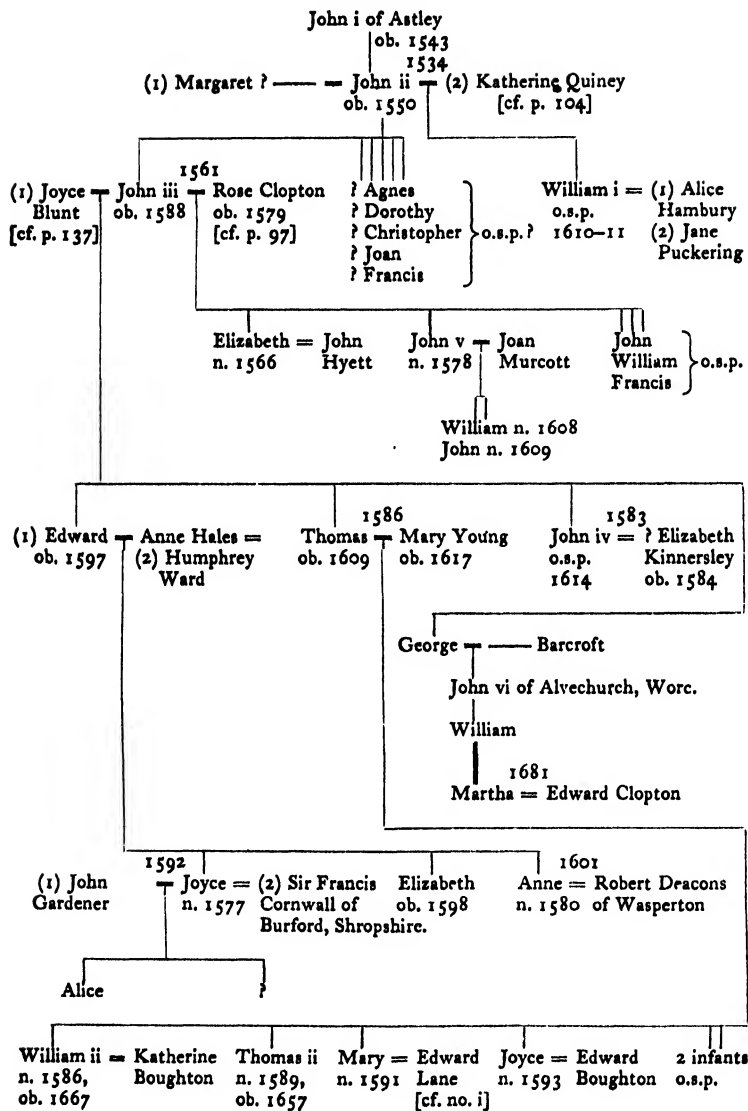 John i of Astley
ob. 1543
1534
(1) Margaret ? — John ii — (2) Katherine Quiney
ob. 1550 [cf. p. 104]
1561
(1) Joyce — John iii — Rose Clopton ? Agnes William i = (1) Alice
Blunt ob. 1588 ob. 1579 ? Dorothy o.s.p. Hambury
[cf. p. 137] [cf. p. 97] ? Christopher o.s.p. ? 1610–11 (2) Jane
? Joan Puckering
? Francis
Elizabeth = John John v — Joan John
n. 1566 Hyett n. 1578 Murcott William o.s.p.
Francis
William n. 1608
John n. 1609
1586 1583
(1) Edward — Anne Hales = Thomas — Mary Young John iv = ? Elizabeth
ob. 1597 (2) Humphrey ob. 1609 ob. 1617 o.s.p. Kinnersley
Ward 1614 ob. 1584
George — — Barcroft
John vi of Alvechurch, Worc.
William
1681
Martha = Edward Clopton
1592 1601
(1) John — Joyce = (2) Sir Francis Elizabeth Anne = Robert Deacons
Gardener n. 1577 Cornwall of ob. 1598 n. 1580 of Wasperton
Burford, Shropshire.
Alice ?
William ii = Katherine Thomas ii Mary = Edward Joyce = Edward 2 infants
n. 1586, Boughton n. 1589, n. 1591 Lane n. 1593 Boughton o.s.p.
ob. 1667 ob. 1657 [cf. no. i]